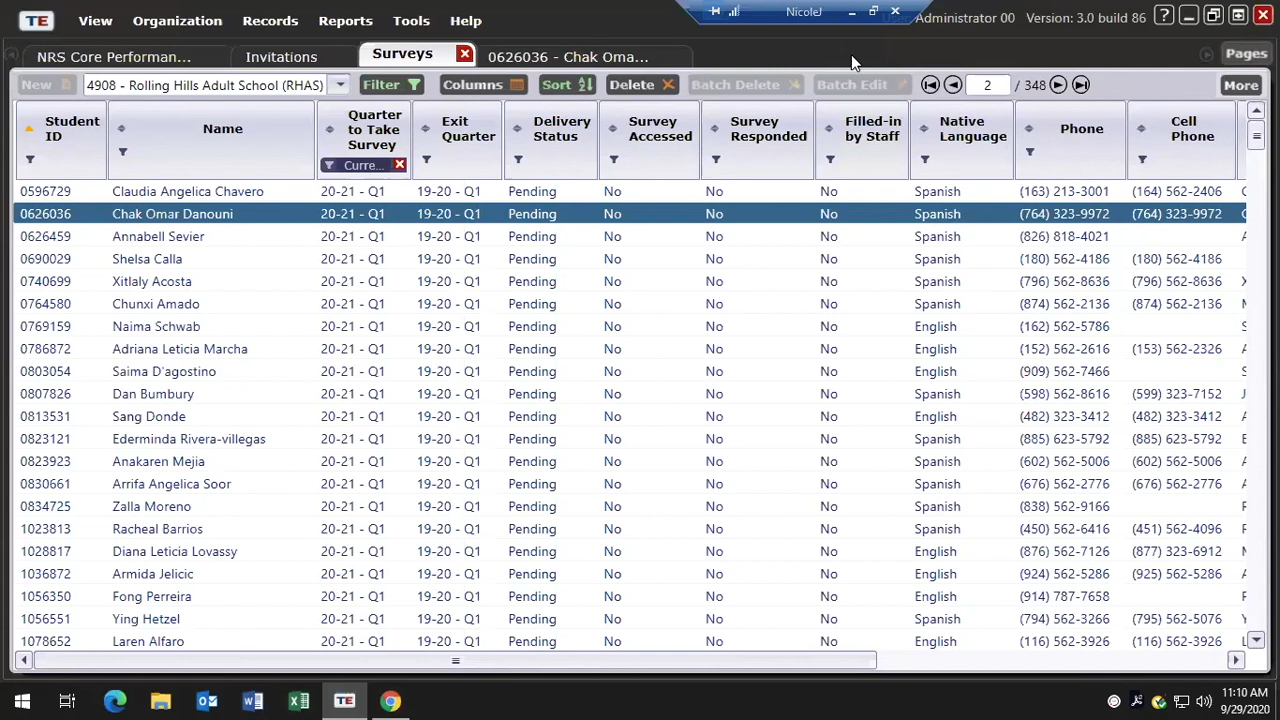 TE View Organization Records Reports Tools Help NicoleJ User: Administrator 00 Version: 3.0 build 86
NRS Core Performan... Invitations Surveys 0626036 - Chak Oma... Pages
New 4908 - Rolling Hills Adult School (RHAS) Filter Columns Sort Delete Batch Delete Batch Edit 2 / 348 More
Student ID Name Quarter to Take Survey Exit Quarter Delivery Status Survey Accessed Survey Responded Filled-in by Staff Native Language Phone Cell Phone
Curre...
0596729 Claudia Angelica Chavero 20-21 - Q1 19-20 - Q1 Pending No No No Spanish (163) 213-3001 (164) 562-2406
0626036 Chak Omar Danouni 20-21 - Q1 19-20 - Q1 Pending No No No Spanish (764) 323-9972 (764) 323-9972
0626459 Annabell Sevier 20-21 - Q1 19-20 - Q1 Pending No No No Spanish (826) 818-4021
0690029 Shelsa Calla 20-21 - Q1 19-20 - Q1 Pending No No No Spanish (180) 562-4186 (180) 562-4186
0740699 Xitlaly Acosta 20-21 - Q1 19-20 - Q1 Pending No No No Spanish (796) 562-8636 (796) 562-8636
0764580 Chunxi Amado 20-21 - Q1 19-20 - Q1 Pending No No No Spanish (874) 562-2136 (874) 562-2136
0769159 Naima Schwab 20-21 - Q1 19-20 - Q1 Pending No No No English (162) 562-5786
0786872 Adriana Leticia Marcha 20-21 - Q1 19-20 - Q1 Pending No No No English (152) 562-2616 (153) 562-2326
0803054 Saima D'agostino 20-21 - Q1 19-20 - Q1 Pending No No No English (909) 562-7466
0807826 Dan Bumbury 20-21 - Q1 19-20 - Q1 Pending No No No Spanish (598) 562-8616 (599) 323-7152
0813531 Sang Donde 20-21 - Q1 19-20 - Q1 Pending No No No English (482) 323-3412 (482) 323-3412
0823121 Ederminda Rivera-villegas 20-21 - Q1 19-20 - Q1 Pending No No No Spanish (885) 623-5792 (885) 623-5792
0823923 Anakaren Mejia 20-21 - Q1 19-20 - Q1 Pending No No No Spanish (602) 562-5006 (602) 562-5006
0830661 Arrifa Angelica Soor 20-21 - Q1 19-20 - Q1 Pending No No No Spanish (676) 562-2776 (676) 562-2776
0834725 Zalla Moreno 20-21 - Q1 19-20 - Q1 Pending No No No Spanish (838) 562-9166
1023813 Racheal Barrios 20-21 - Q1 19-20 - Q1 Pending No No No Spanish (450) 562-6416 (451) 562-4096
1028817 Diana Leticia Lovassy 20-21 - Q1 19-20 - Q1 Pending No No No English (876) 562-7126 (877) 323-6912
1036872 Armida Jelicic 20-21 - Q1 19-20 - Q1 Pending No No No English (924) 562-5286 (925) 562-5286
1056350 Fong Perreira 20-21 - Q1 19-20 - Q1 Pending No No No English (914) 787-7658
1056551 Ying Hetzel 20-21 - Q1 19-20 - Q1 Pending No No No Spanish (794) 562-3266 (795) 562-5076
1078652 Laren Alfaro 20-21 - Q1 19-20 - Q1 Pending No No No English (116) 562-3926 (116) 562-3926
TE 11:10 AM
9/29/2020